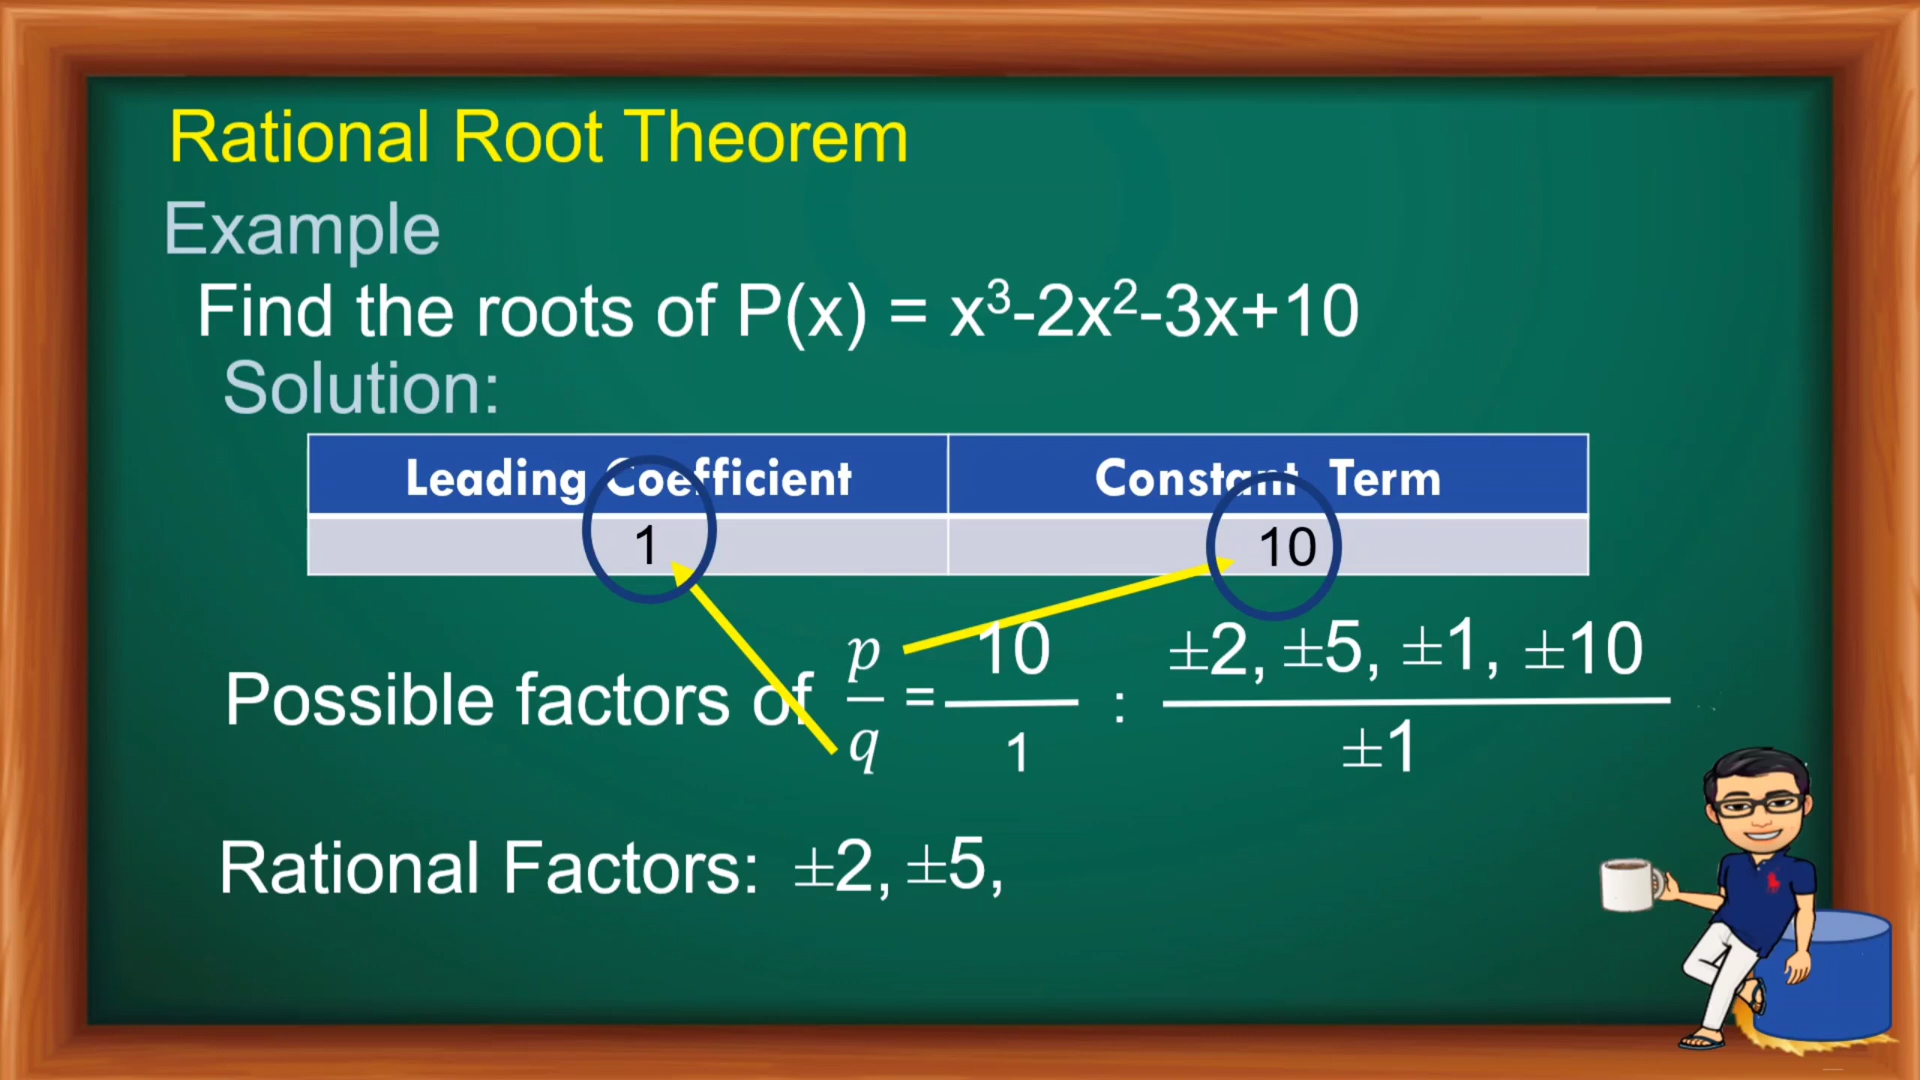 Rational Root Theorem
Example
Find the roots of P(x) = x³-2x²-3x+10
Solution:
Leading Coefficient Constant Term
1 10
Possible factors of p/q = 10/1 : ±2, ±5, ±1, ±10/±1
Rational Factors: ±2, ±5,